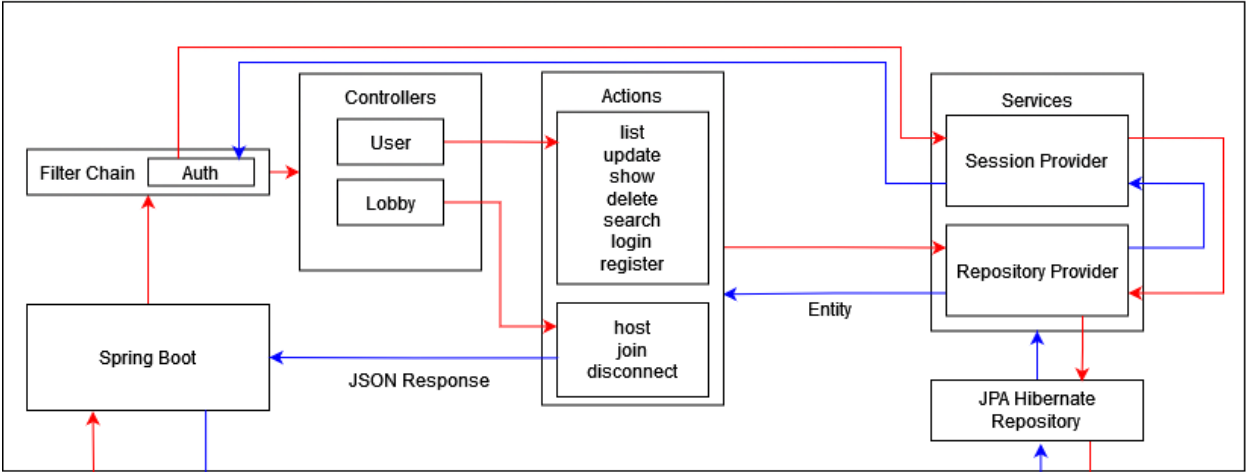 Controllers
Actions
Services
User
Lobby
Filter Chain
Auth
list
update
show
delete
search
login
register
host
join
disconnect
Session Provider
Repository Provider
Entity
Spring Boot
JSON Response
JPA Hibernate
Repository